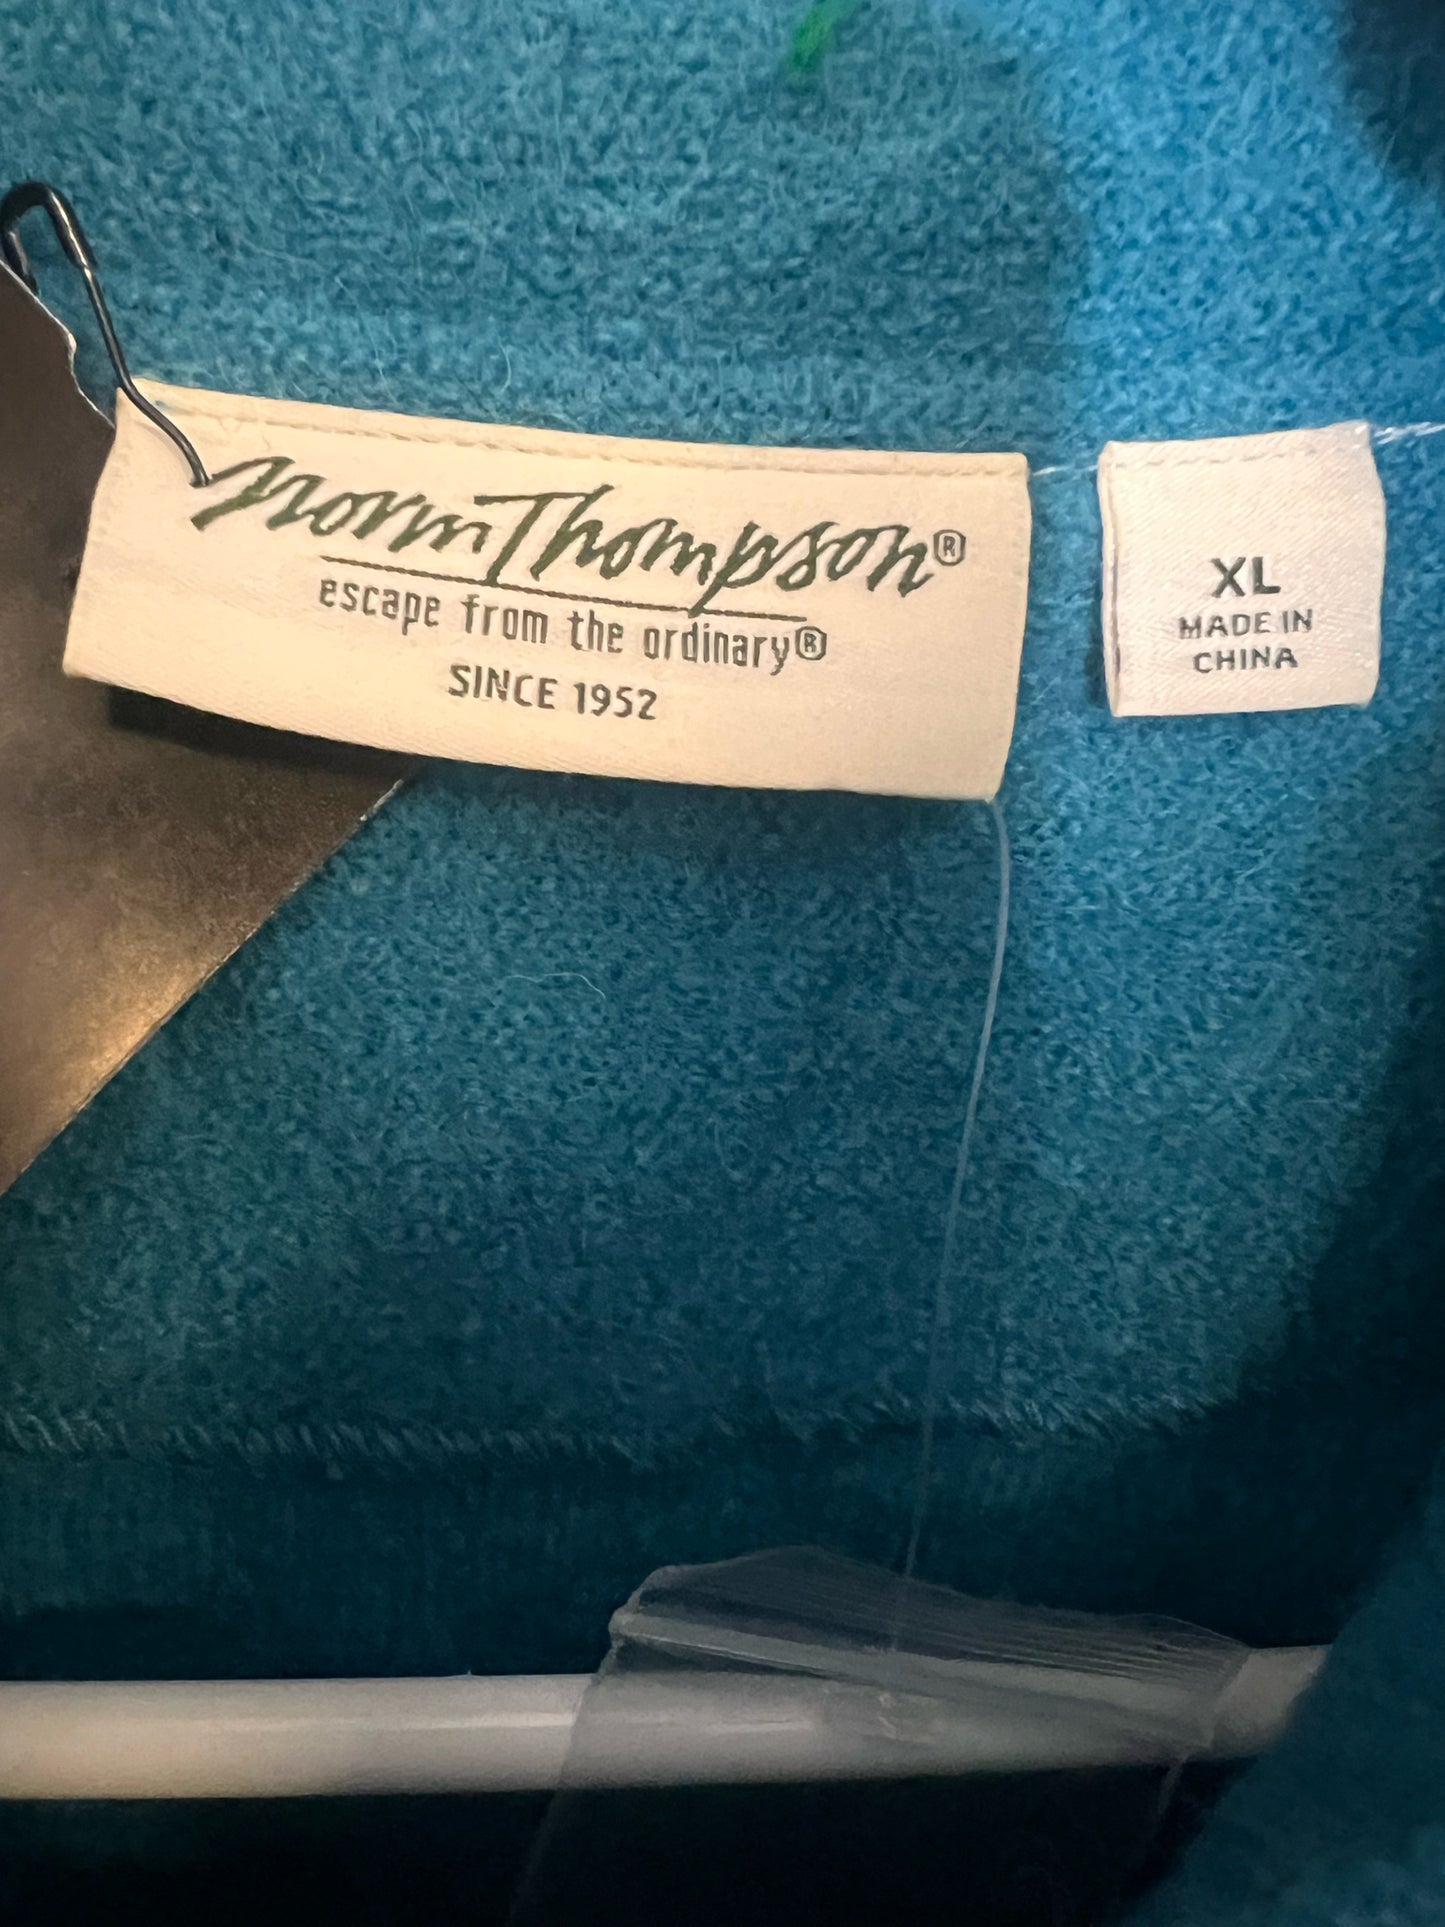 Norm Thompson®
escape from the ordinary®
SINCE 1952
XL
MADE IN
CHINA